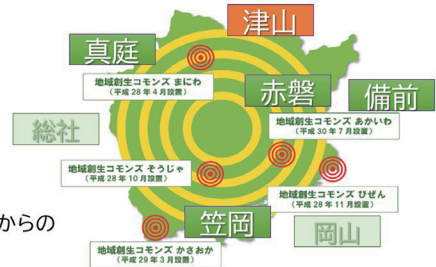 津山
真庭
地域創生コモンズ まにわ
(平成 28 年 4 月設置)
赤磐
備前
総社
地域創生コモンズ あかいわ
(平成 30 年 7 月設置)
地域創生コモンズ そうじゃ
(平成 28 年 10 月設置)
地域創生コモンズ びぜん
(平成 28 年 11 月設置)
からの
笠岡
岡山
地域創生コモンズ かさおか
(平成 29 年 3 月設置)